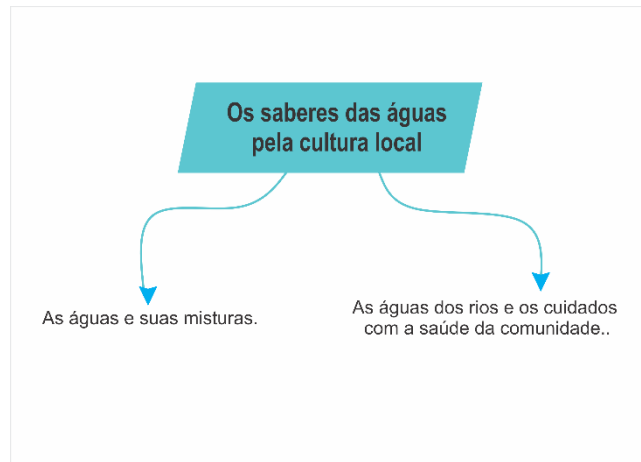 Os saberes das águas
pela cultura local
As águas e suas misturas.
As águas dos rios e os cuidados
com a saúde da comunidade..